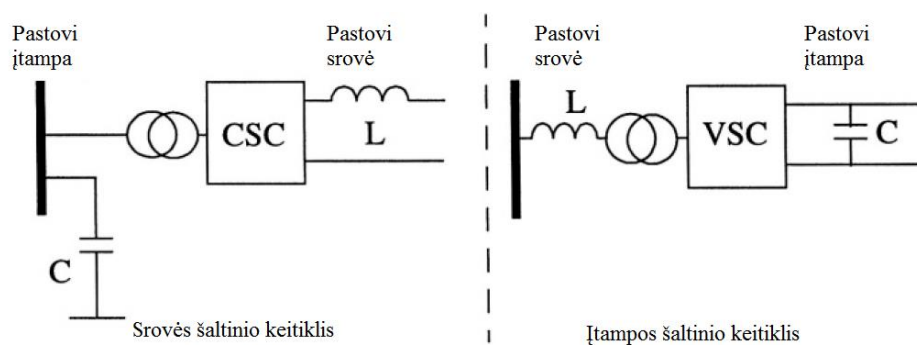 Pastovi
įtampa
Pastovi
srovė
CSC
L
C
Srovės šaltinio keitiklis
Pastovi
srovė
Pastovi
įtampa
L
VSC
C
Įtampos šaltinio keitiklis